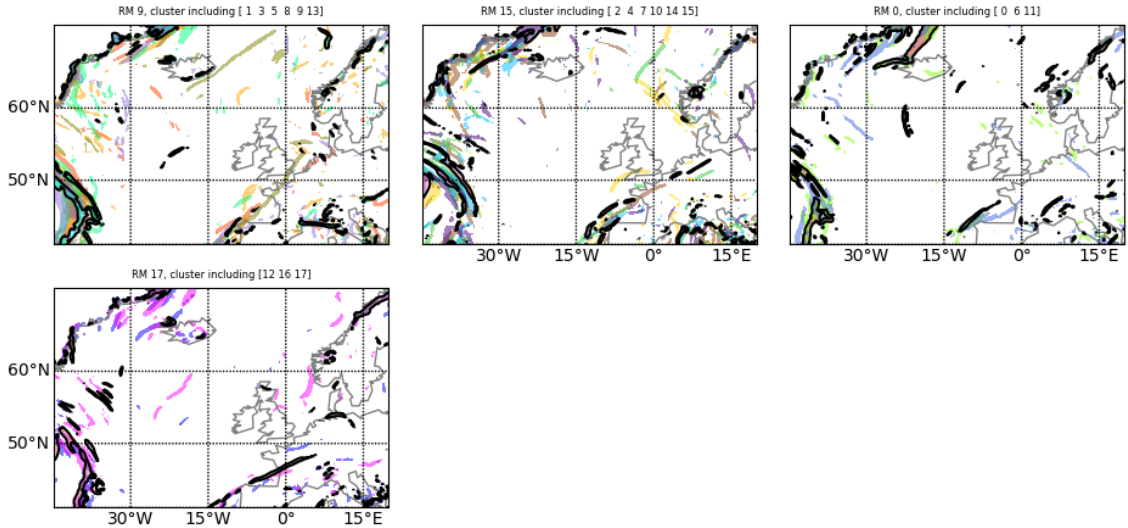 RM 9, cluster including [ 1  3  5  8  9 13]
RM 15, cluster including [ 2  4  7 10 14 15]
RM 0, cluster including [ 0  6 11]
60°N
50°N
30°W 15°W 0° 15°E
30°W 15°W 0° 15°E
RM 17, cluster including [12 16 17]
60°N
50°N
30°W 15°W 0° 15°E